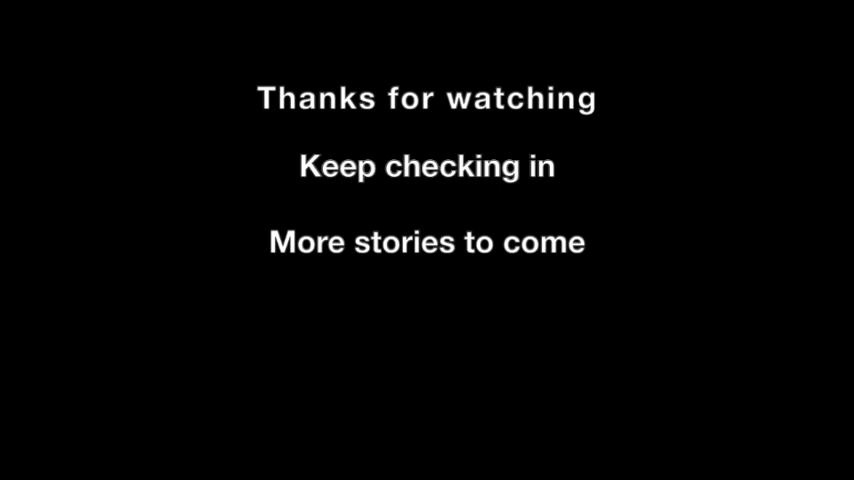 Thanks for watching
Keep checking in
More stories to come